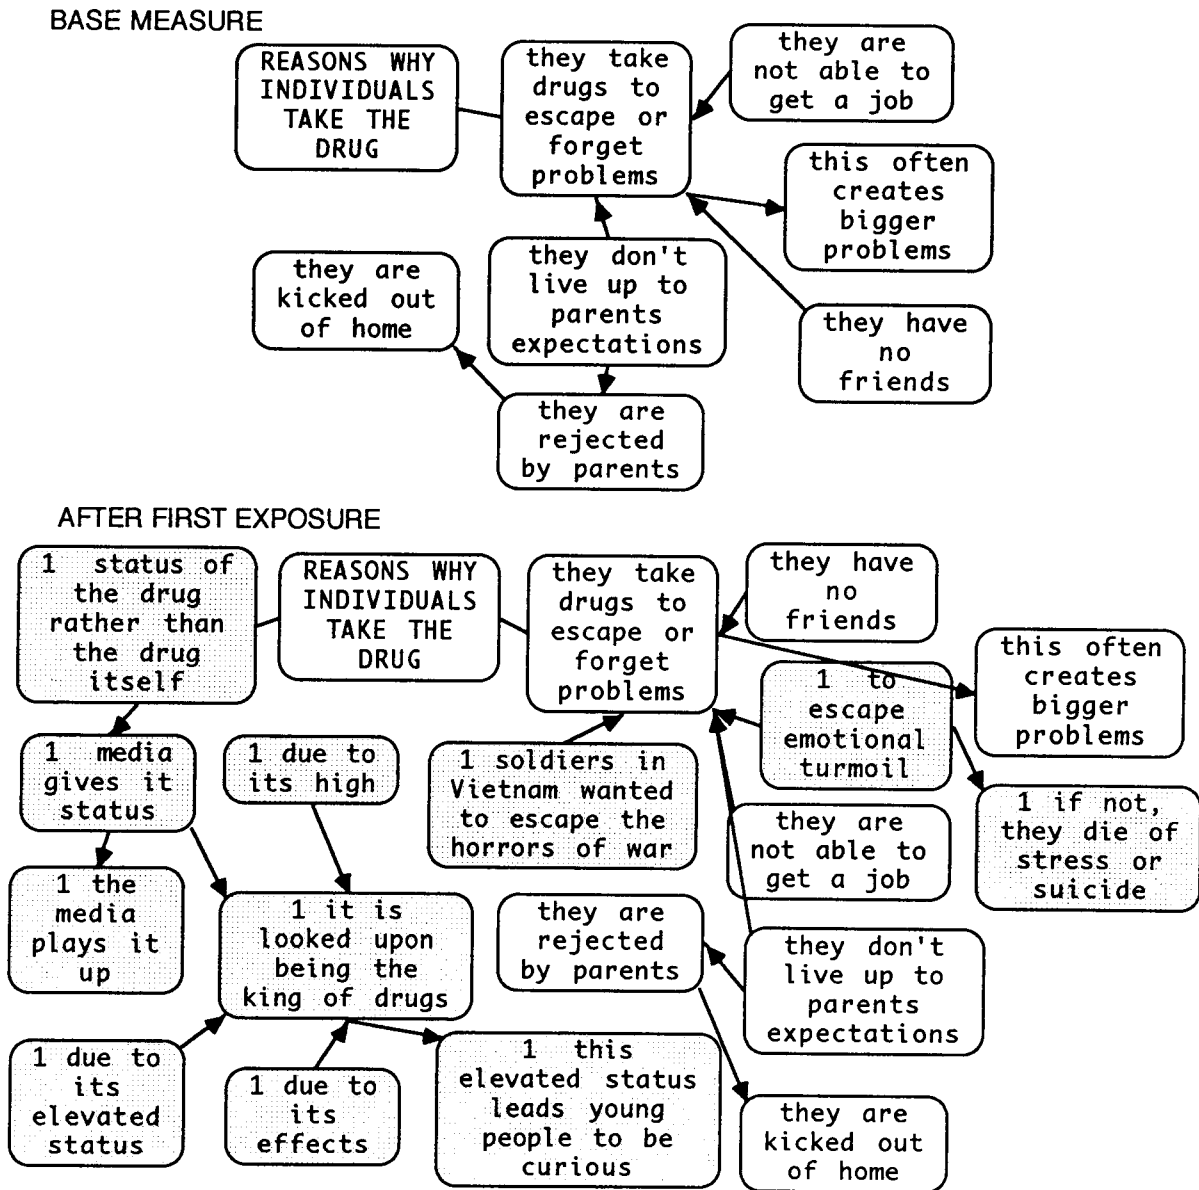 BASE MEASURE
REASONS WHY
INDIVIDUALS
TAKE THE
DRUG
they take
drugs to
escape or
forget
problems
they are
not able to
get a job
this often
creates
bigger
problems
they are
kicked out
of home
they don't
live up to
parents
expectations
they have
no
friends
they are
rejected
by parents
AFTER FIRST EXPOSURE
1 status of
the drug
rather than
the drug
itself
REASONS WHY
INDIVIDUALS
TAKE THE
DRUG
they take
drugs to
escape or
forget
problems
they have
no
friends
this often
creates
bigger
problems
1 to
escape
emotional
turmoil
1 media
gives it
status
1 due to
its high
1 soldiers in
Vietnam wanted
to escape the
horrors of war
they are
not able to
get a job
1 if not,
they die of
stress or
suicide
1 the
media
plays it
up
1 it is
looked upon
being the
king of drugs
they are
rejected
by parents
they don't
live up to
parents
expectations
1 due to
its
elevated
status
1 due to
its
effects
1 this
elevated status
leads young
people to be
curious
they are
kicked out
of home